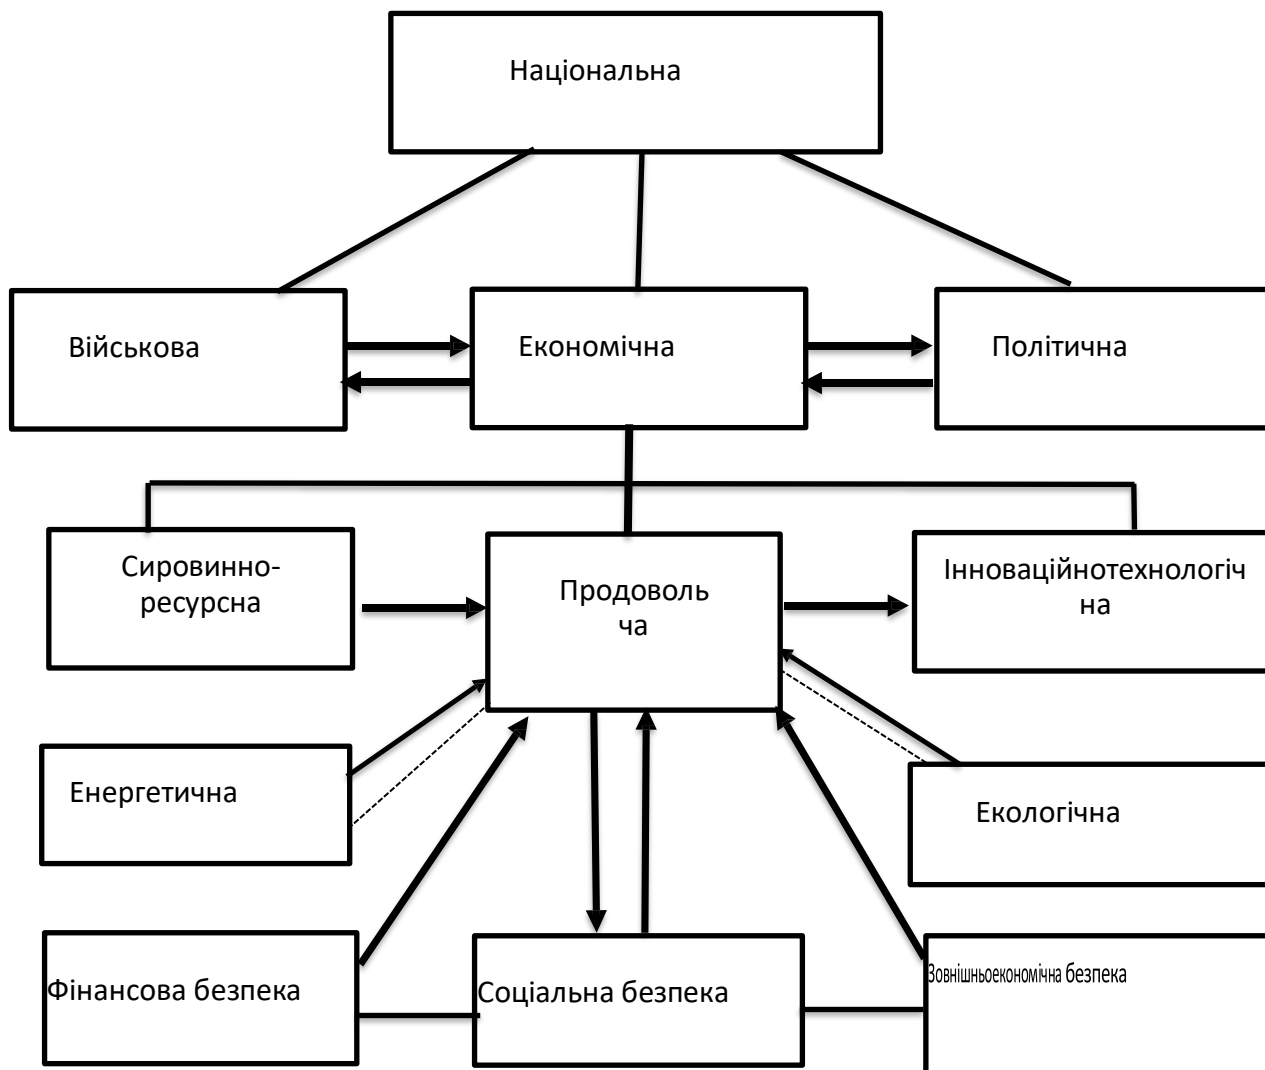 Національна
Військова
Економічна
Політична
Сировинно-
ресурсна
Продоволь
ча
Інноваційнотехнологіч
на
Енергетична
Екологічна
Фінансова безпека
Соціальна безпека
Зовнішньоекономічна безпека